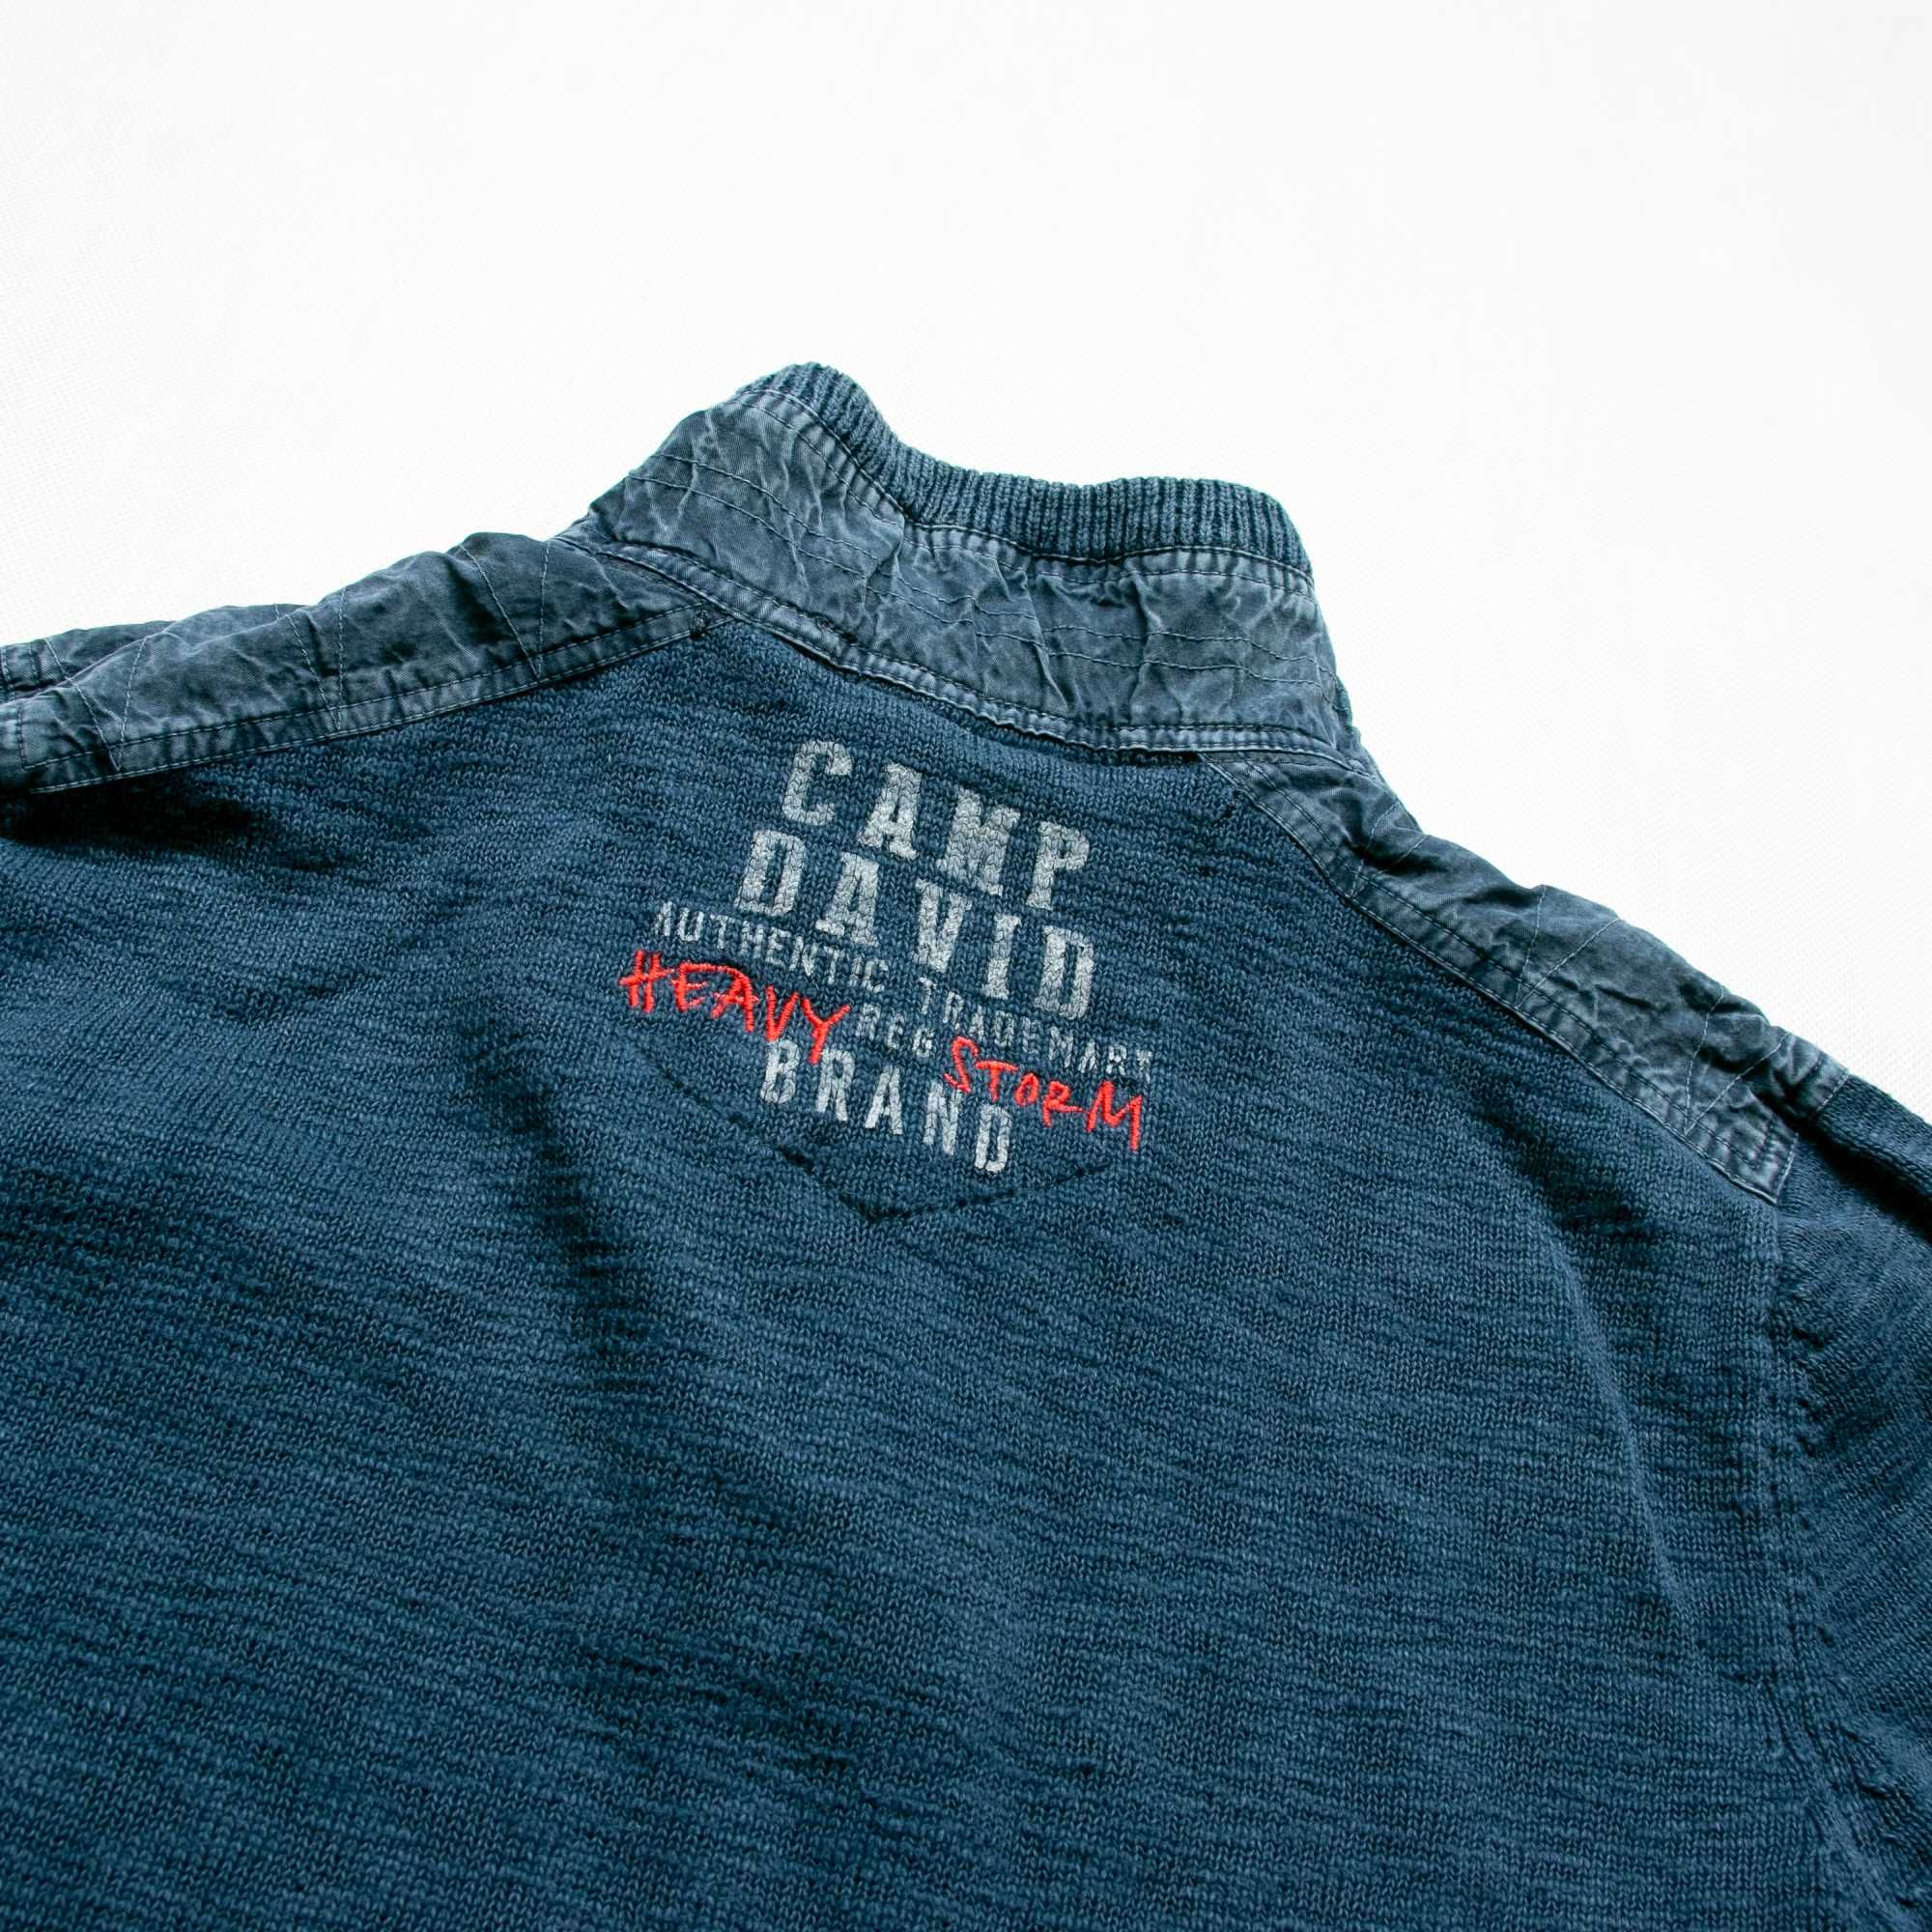 CAMP
DAVID
AUTHENTIC TRADEMARK
HEAVY REG STORM
BRAND